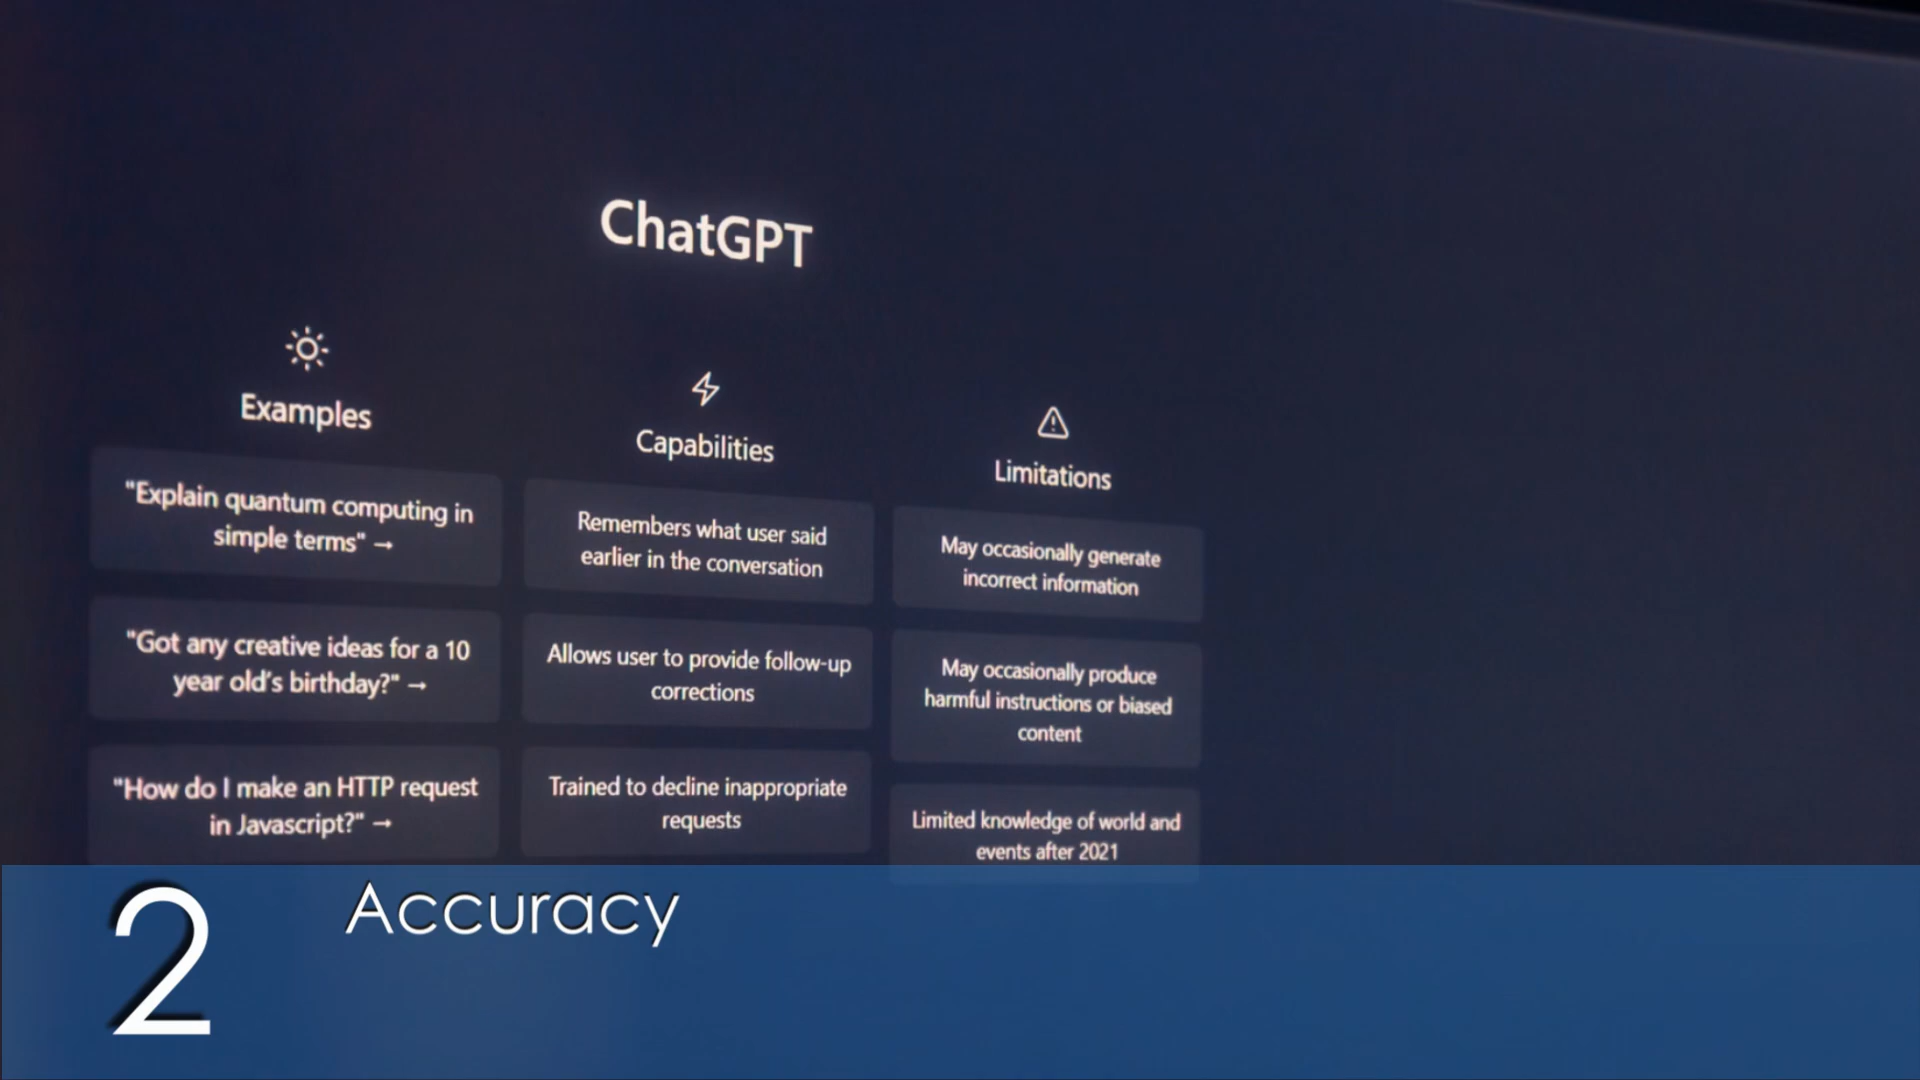 ChatGPT
Examples
"Explain quantum computing in
simple terms" →
"Got any creative ideas for a 10
year old's birthday?" →
"How do I make an HTTP request
in Javascript?" →
Capabilities
Remembers what user said
earlier in the conversation
Allows user to provide follow-up
corrections
Trained to decline inappropriate
requests
Limitations
May occasionally generate
incorrect information
May occasionally produce
harmful instructions or biased
content
Limited knowledge of world and
events after 2021
2
Accuracy